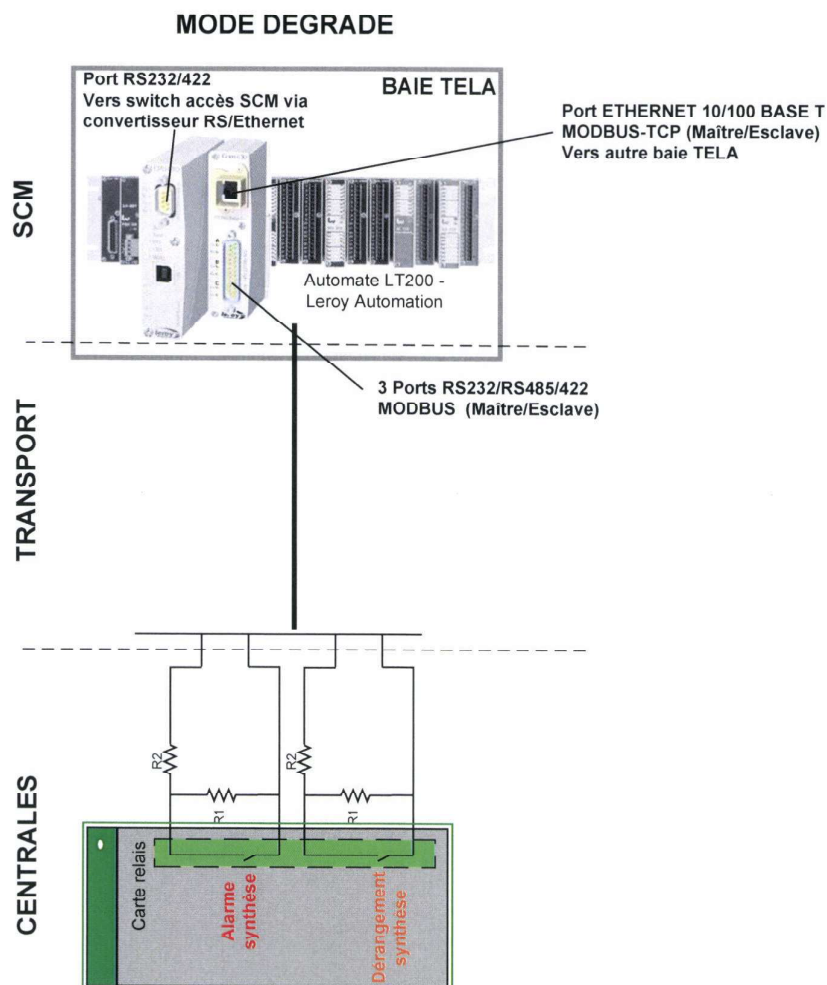 MODE DEGRADE
Port RS232/422
Vers switch accès SCM via
convertisseur RS/Ethernet
BAIE TELA
Port ETHERNET 10/100 BASE T
MODBUS-TCP (Maître/Esclave)
Vers autre baie TELA
SCM
Automate LT200 -
Leroy Automation
3 Ports RS232/RS485/422
MODBUS (Maître/Esclave)
TRANSPORT
R2
R2
R1
R1
CENTRALES
Carte relais
Alarme
synthèse
Dérangement
synthèse